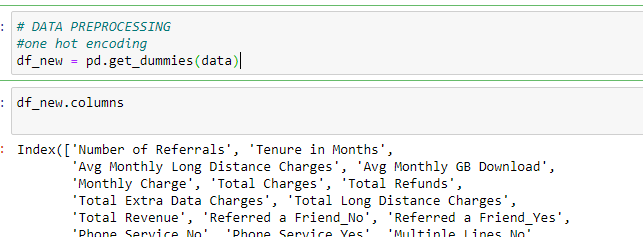 # DATA PREPROCESSING
#one hot encoding
df_new = pd.get_dummies(data)
df_new.columns
Index(['Number of Referrals', 'Tenure in Months',
'Avg Monthly Long Distance Charges', 'Avg Monthly GB Download',
'Monthly Charge', 'Total Charges', 'Total Refunds',
'Total Extra Data Charges', 'Total Long Distance Charges',
'Total Revenue', 'Referred a Friend_No', 'Referred a Friend_Yes',
'Phone Service_No', 'Phone Service_Yes', 'Multiple Lines_No',